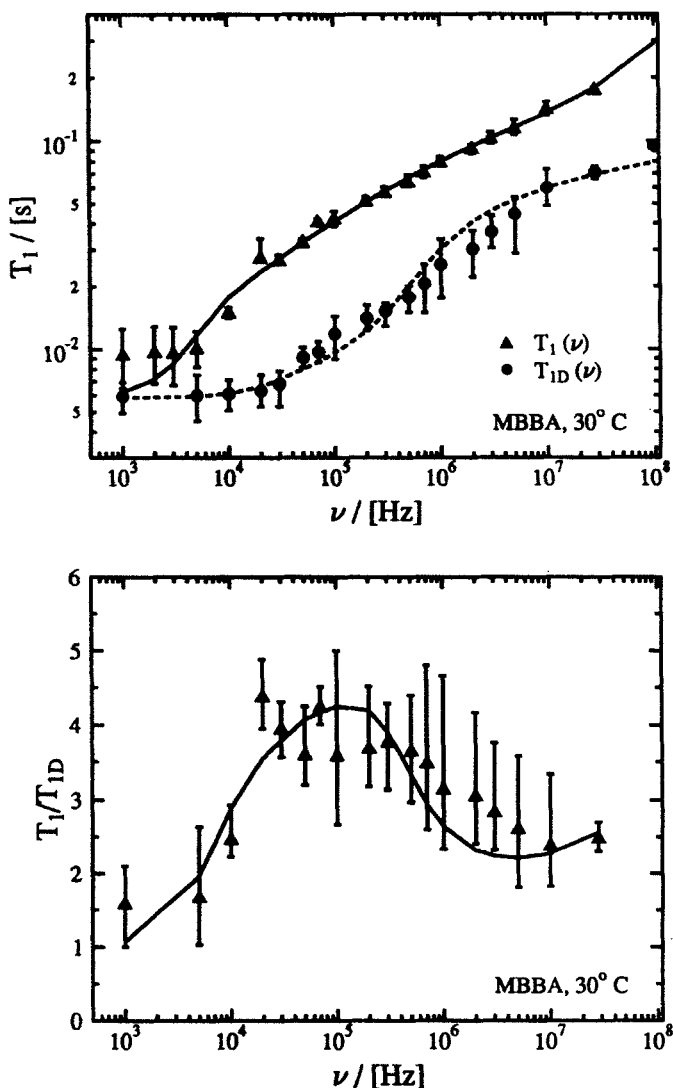 2
10⁻¹
5
2
10⁻²
5
T₁ / [s]
▲ T₁ (ν)
● T₁D (ν)
MBBA, 30° C
10³ 10⁴ 10⁵ 10⁶ 10⁷ 10⁸
ν / [Hz]
6
5
4
3
2
1
0
T₁/T₁D
MBBA, 30° C
10³ 10⁴ 10⁵ 10⁶ 10⁷ 10⁸
ν / [Hz]